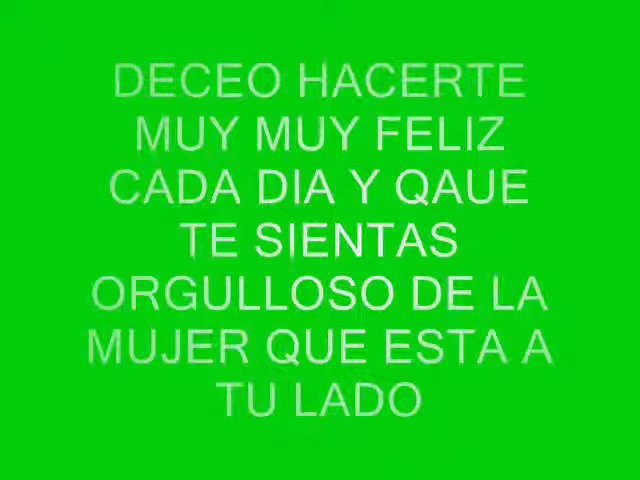 DECEO HACERTE
MUY MUY FELIZ
CADA DIA Y QAUE
TE SIENTAS
ORGULLOSO DE LA
MUJER QUE ESTA A
TU LADO